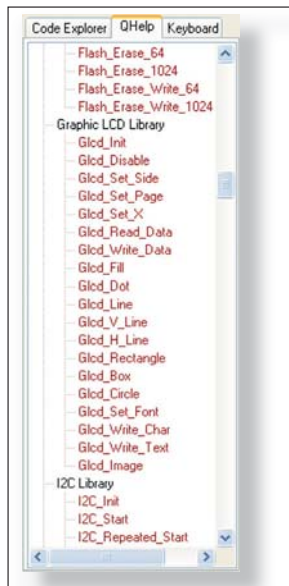 Code Explorer QHelp Keyboard
Flash_Erase_64
Flash_Erase_1024
Flash_Erase_Write_64
Flash_Erase_Write_1024
Graphic LCD Library
Glcd_Init
Glcd_Disable
Glcd_Set_Side
Glcd_Set_Page
Glcd_Set_X
Glcd_Read_Data
Glcd_Write_Data
Glcd_Fill
Glcd_Dot
Glcd_Line
Glcd_V_Line
Glcd_H_Line
Glcd_Rectangle
Glcd_Box
Glcd_Circle
Glcd_Set_Font
Glcd_Write_Char
Glcd_Write_Text
Glcd_Image
I2C Library
I2C_Init
I2C_Start
I2C_Repeated_Start